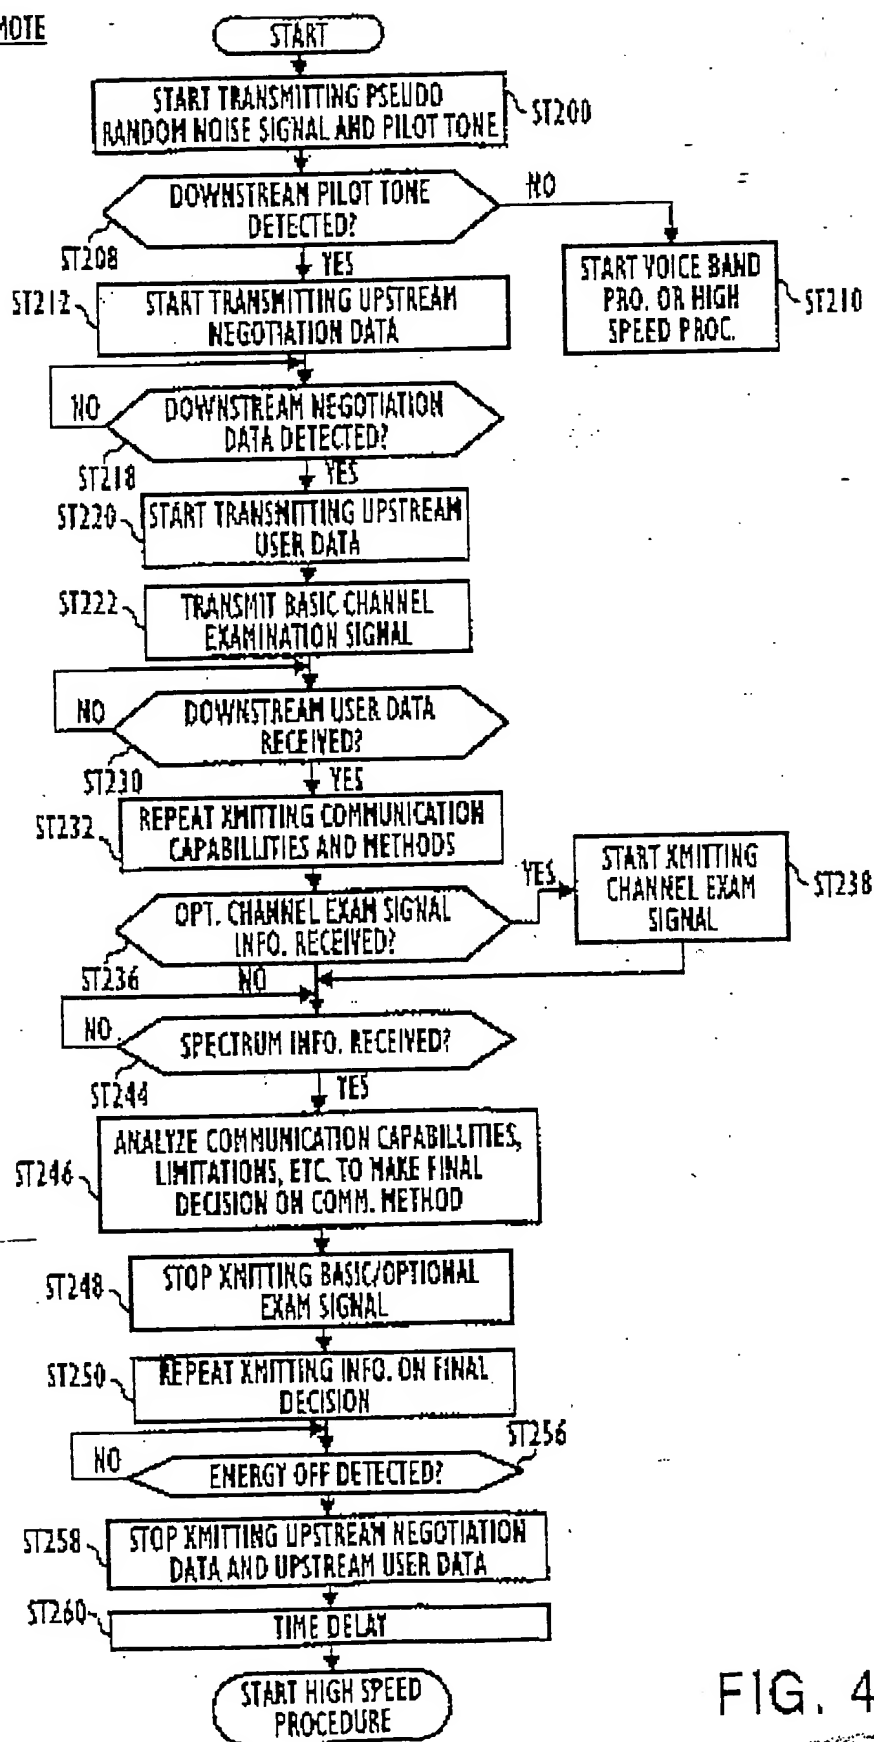 MOTE
START
START TRANSMITTING PSEUDO
RANDOM NOISE SIGNAL AND PILOT TONE
ST200
DOWNSTREAM PILOT TONE
DETECTED?
NO
ST208
YES
START VOICE BAND
PRO. OR HIGH
SPEED PROC.
ST210
ST212
START TRANSMITTING UPSTREAM
NEGOTIATION DATA
NO
DOWNSTREAM NEGOTIATION
DATA DETECTED?
ST218
YES
ST220
START TRANSMITTING UPSTREAM
USER DATA
ST222
TRANSMIT BASIC CHANNEL
EXAMINATION SIGNAL
NO
DOWNSTREAM USER DATA
RECEIVED?
ST230
YES
ST232
REPEAT XMITTING COMMUNICATION
CAPABILLITIES AND METHODS
YES
START XMITTING
CHANNEL EXAM
SIGNAL
ST238
OPT. CHANNEL EXAM SIGNAL
INFO. RECEIVED?
ST236
NO
NO
SPECTRUM INFO. RECEIVED?
ST244
YES
ST246
ANALYZE COMMUNICATION CAPABILLITIES,
LIMITATIONS, ETC. TO MAKE FINAL
DECISION ON COMM. METHOD
ST248
STOP XMITTING BASIC/OPTIONAL
EXAM SIGNAL
ST250
REPEAT XMITTING INFO. ON FINAL
DECISION
ST256
NO
ENERGY OFF DETECTED?
ST258
STOP XMITTING UPSTREAM NEGOTIATION
DATA AND UPSTREAM USER DATA
ST260
TIME DELAY
START HIGH SPEED
PROCEDURE
FIG. 4